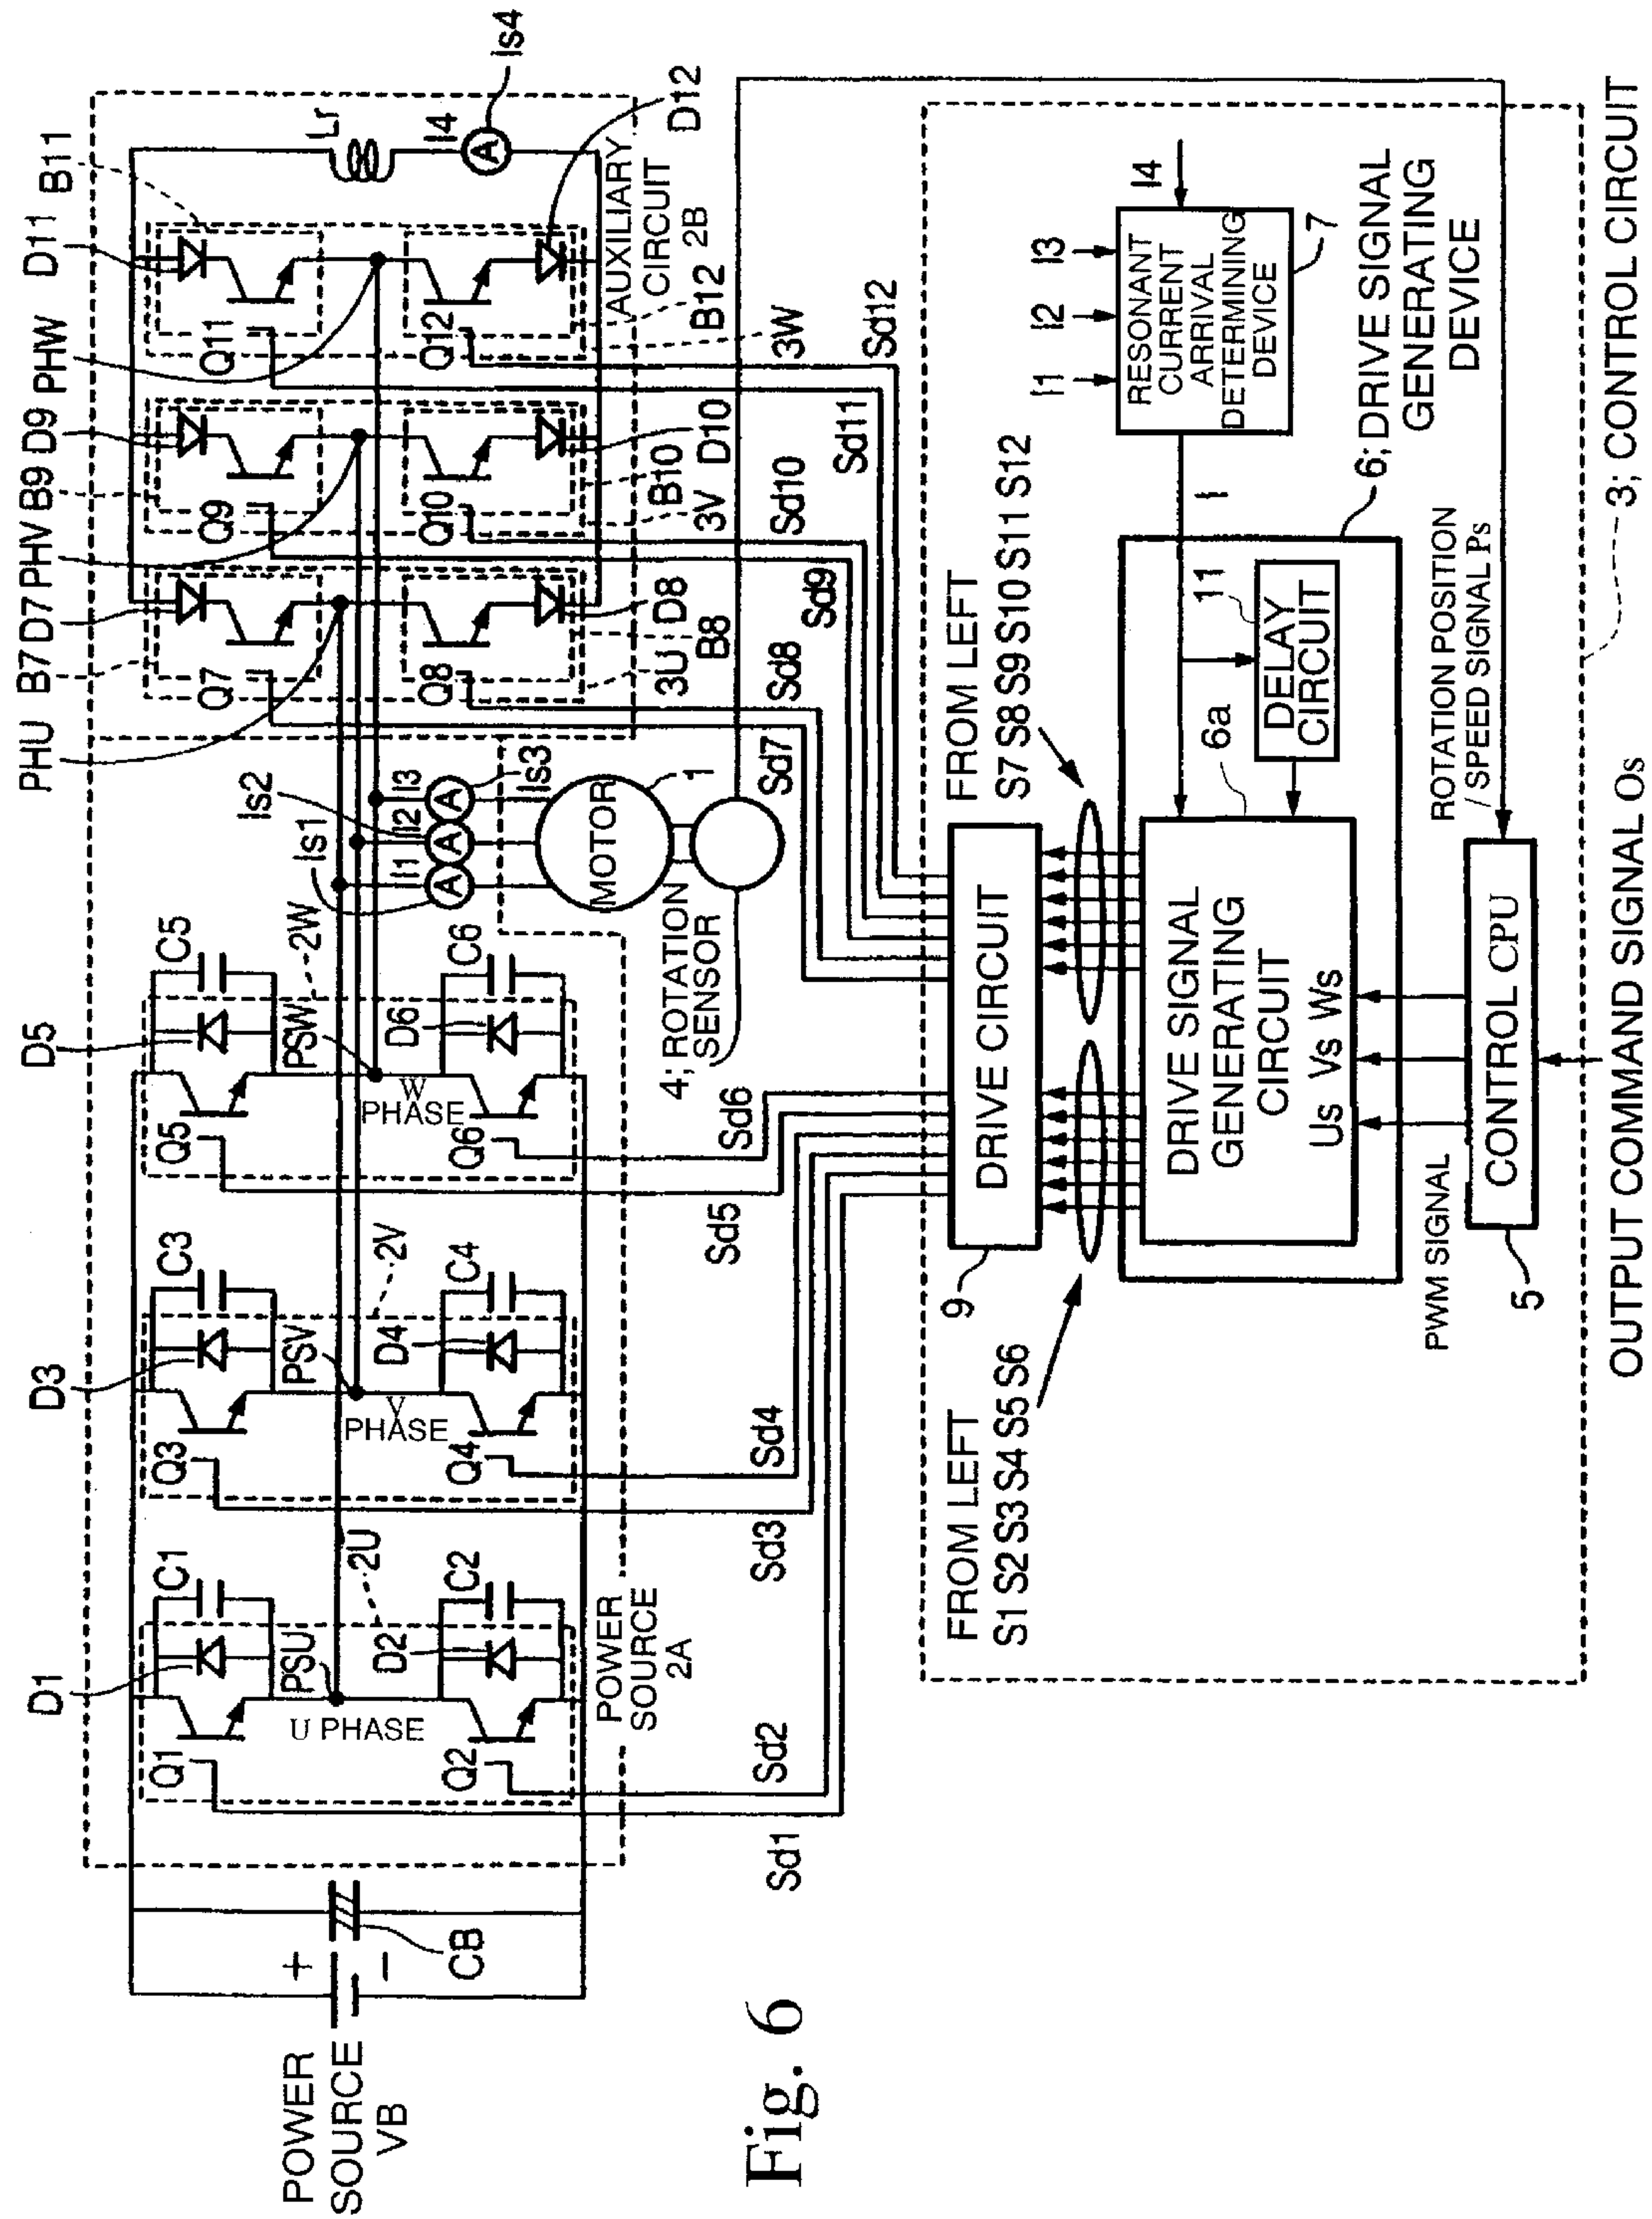 Fig. 6
POWER
SOURCE
VB
+
−
CB
D1
Q1
C1
PSU
2U
U PHASE
D2
Q2
C2
D3
Q3
C3
PSV
2V
V
PHASE
D4
Q4
C4
D5
Q5
C5
PSW
2W
W
PHASE
D6
Q6
C6
POWER
SOURCE
2A
Is1
Is2
Is3
I1
I2
I3
A
A
A
MOTOR
1
4; ROTATION
SENSOR
PHU
B7
D7
PHV
B9
D9
PHW
D11
B11
Q7
Q9
Q11
Q8
Q10
Q12
3U
D8
B8
3V
B10
D10
3W
B12
D12
Lr
I4
A
Is4
AUXILIARY
CIRCUIT
2B
Sd1
Sd2
Sd3
Sd4
Sd5
Sd6
Sd7
Sd8
Sd9
Sd10
Sd11
Sd12
FROM LEFT
S1 S2 S3 S4 S5 S6
FROM LEFT
S7 S8 S9 S10 S11 S12
9
DRIVE CIRCUIT
DRIVE SIGNAL
GENERATING
CIRCUIT
Us Vs Ws
6a
11
DELAY
CIRCUIT
I
I1
I2
I3
I4
RESONANT
CURRENT
ARRIVAL
DETERMINING
DEVICE
7
6; DRIVE SIGNAL
GENERATING
DEVICE
PWM SIGNAL
ROTATION POSITION
/ SPEED SIGNAL Ps
CONTROL CPU
5
3; CONTROL CIRCUIT
OUTPUT COMMAND SIGNAL Os